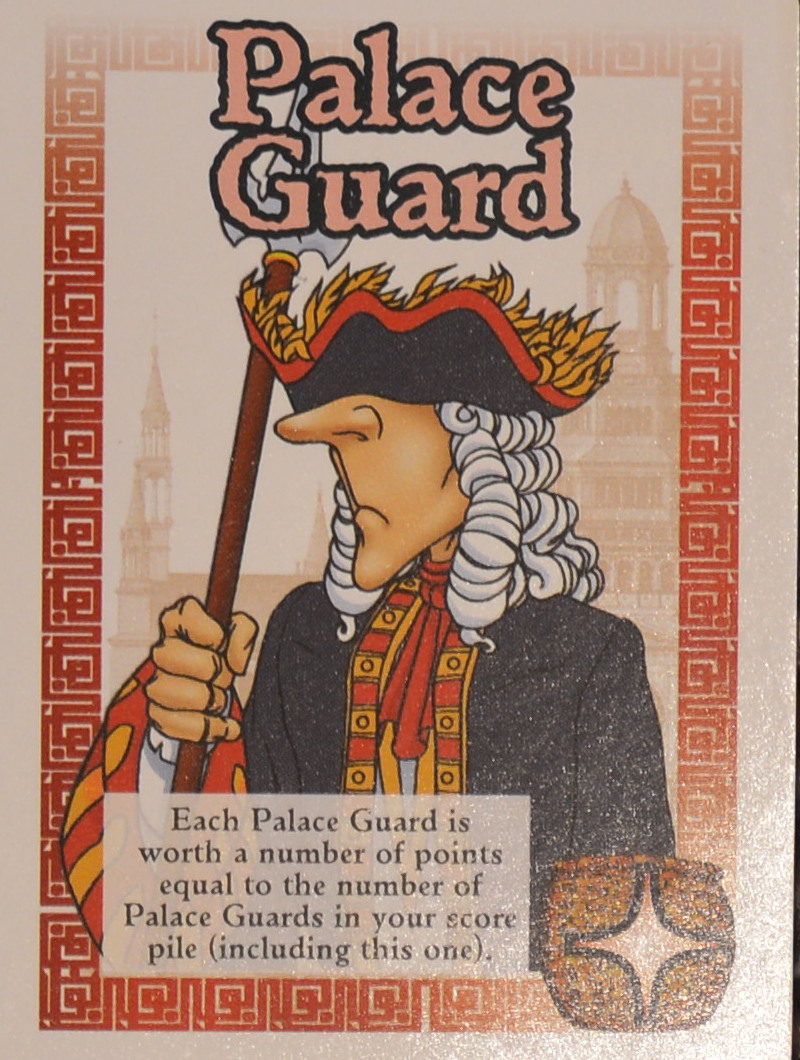 Palace
Guard
Each Palace Guard is
worth a number of points
equal to the number of
Palace Guards in your score
pile (including this one).